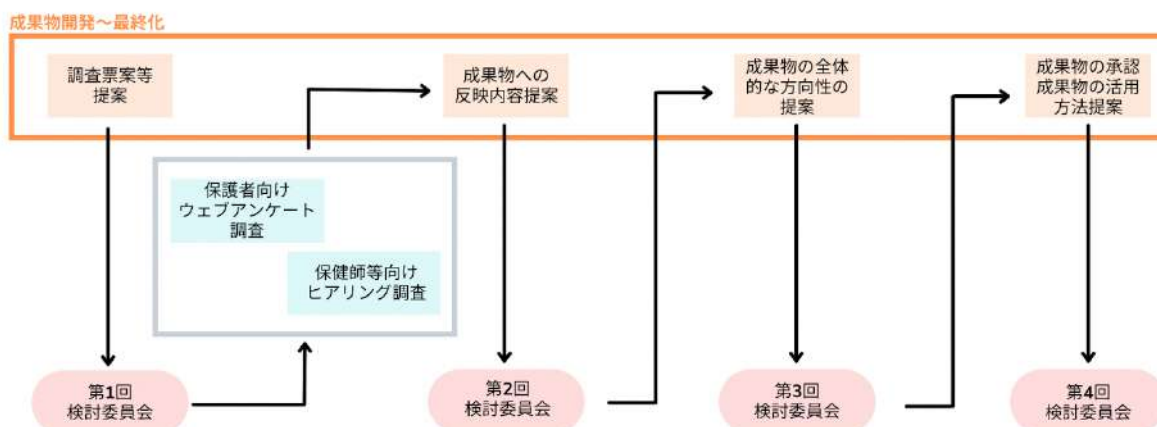 成果物開発～最終化
調査票案等
提案
成果物への
反映内容提案
成果物の全体
的な方向性の
提案
成果物の承認
成果物の活用
方法提案
保護者向け
ウェブアンケート
調査
保健師等向け
ヒアリング調査
第1回
検討委員会
第2回
検討委員会
第3回
検討委員会
第4回
検討委員会